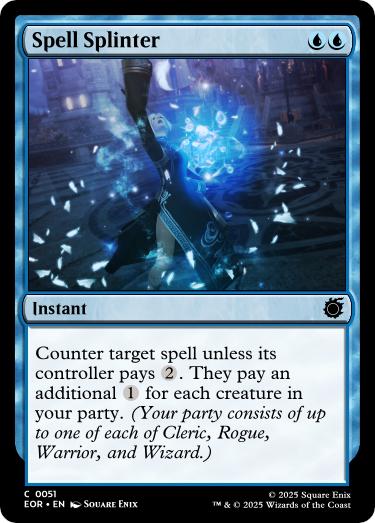 Spell Splinter
Instant
Counter target spell unless its
controller pays 2. They pay an
additional 1 for each creature in
your party. (Your party consists of up
to one of each of Cleric, Rogue,
Warrior, and Wizard.)
C 0051
EOR • EN SQUARE ENIX
© 2025 Square Enix
™ & © 2025 Wizards of the Coast